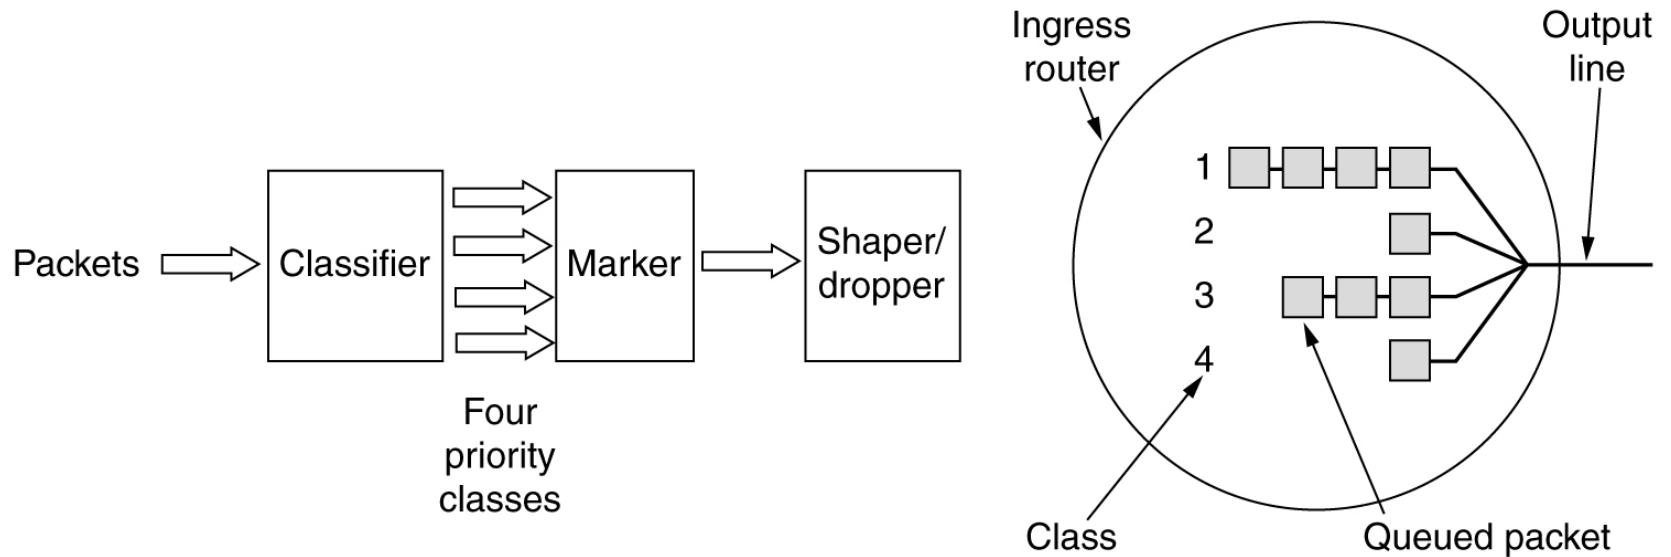 Packets
Classifier
Four
priority
classes
Marker
Shaper/
dropper
Ingress
router
Output
line
1
2
3
4
Class
Queued packet